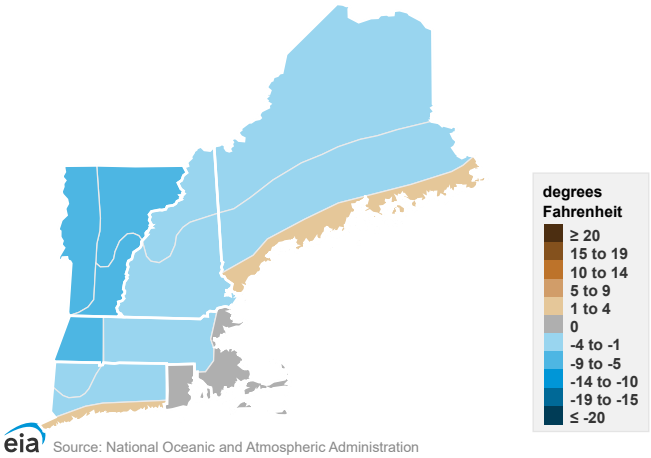 degrees
Fahrenheit
≥ 20
15 to 19
10 to 14
5 to 9
1 to 4
0
-4 to -1
-9 to -5
-14 to -10
-19 to -15
≤ -20
eia
Source: National Oceanic and Atmospheric Administration